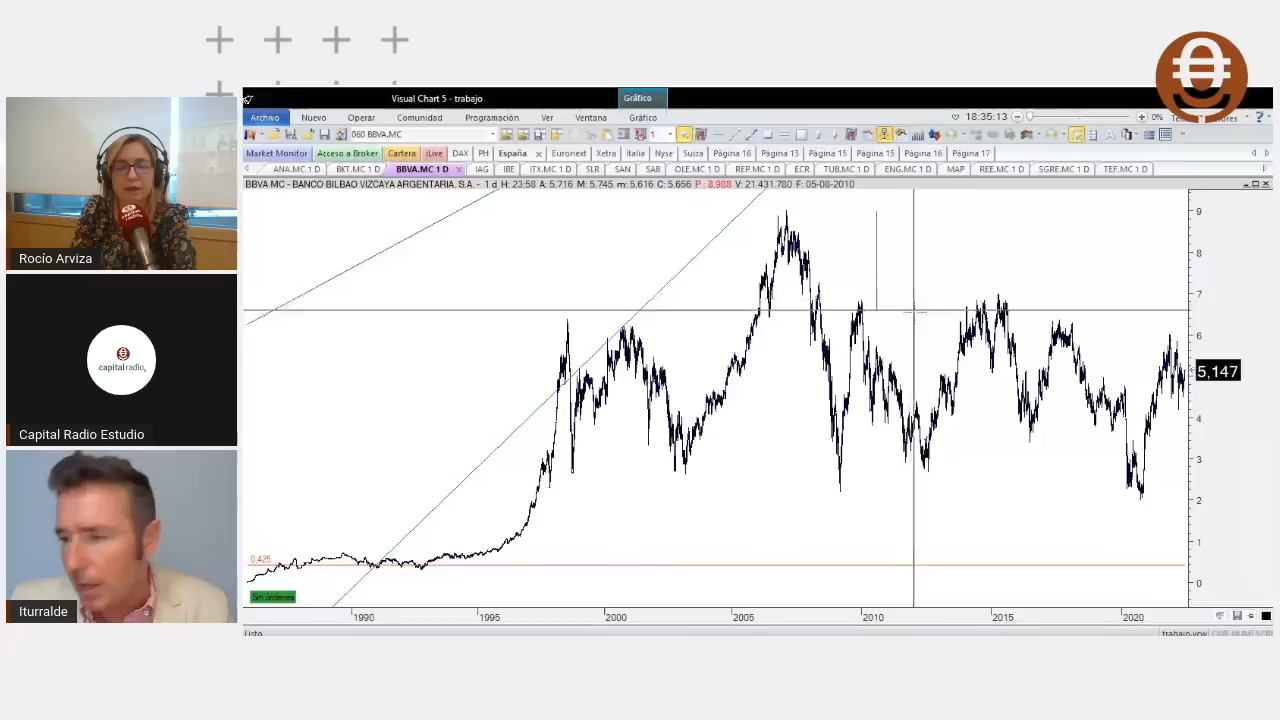 Visual Chart 5 - trabajo
Gráfico
Archivo Nuevo Operar Comunidad Programación Ver Ventana Gráfico 18:35:13 0%
060 BBVA.MC 1
Market Monitor Acceso a Broker Cartera iLive DAX PH España Euronext Xetra Italia Nyse Suiza Página 16 Página 13 Página 15 Página 15 Página 16 Página 17
ANA.MC 1 D BKT.MC 1 D BBVA.MC 1 D IAG IBE ITX.MC 1 D SLR SAN SAB OLE.MC 1 D REP.MC 1 D ECR TUB.MC 1 D ENG.MC 1 D MAP REE.MC 1 D SGRE.MC 1 D TEF.MC 1 D
BBVA MC - BANCO BILBAO VIZCAYA ARGENTARIA, S.A. - 1 d H: 23:58 A: 5.716 M: 5.745 m: 5.616 C: 5.656 P: 8.988 V: 21 431.780 F: 05-08-2010
9
8
7
6
5,147
4
3
2
1
0
0.425
Sin órdenes
1990 1995 2000 2005 2010 2015 2020
Listo
trabajo.vcw
Rocío Arviza
capitalradio
Capital Radio Estudio
Iturralde